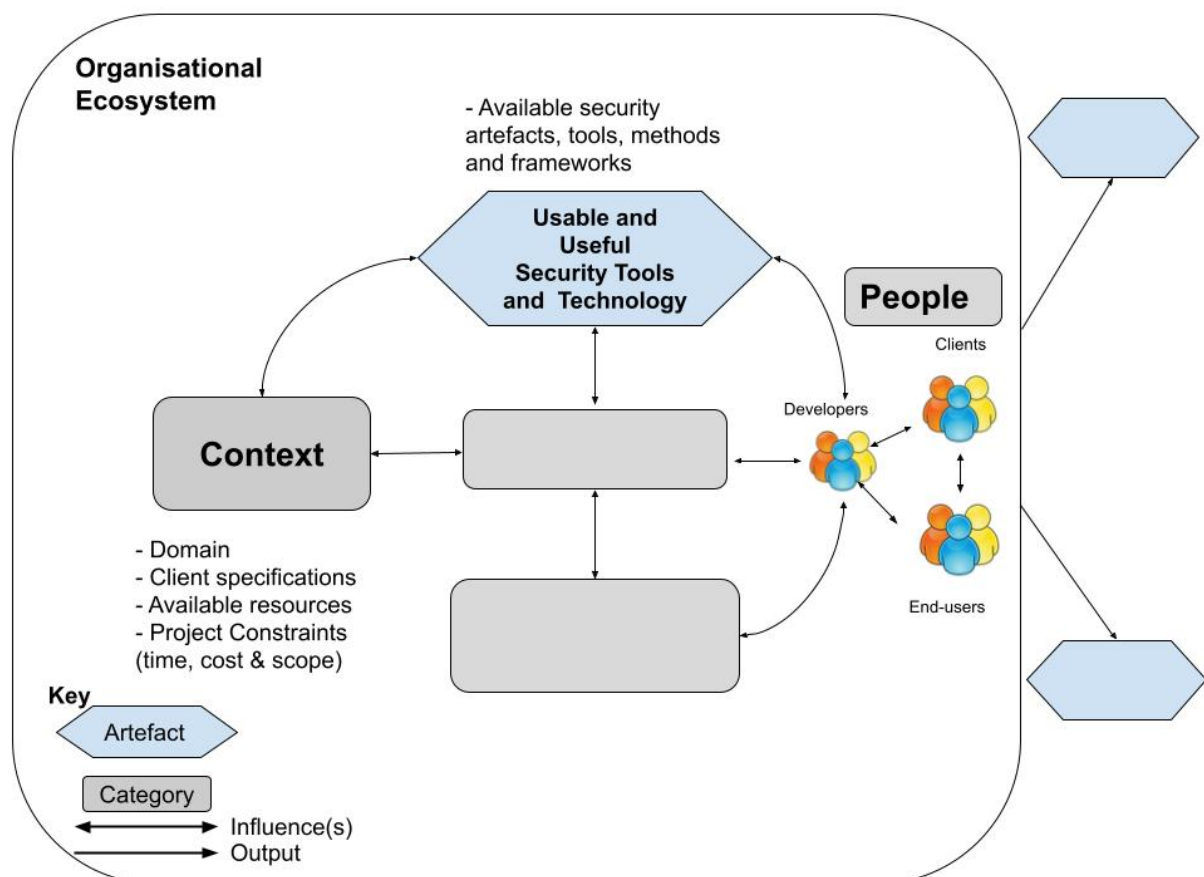 Organisational
Ecosystem
- Available security
artefacts, tools, methods
and frameworks
Usable and
Useful
Security Tools
and Technology
People
Clients
Developers
Context
End-users
- Domain
- Client specifications
- Available resources
- Project Constraints
(time, cost & scope)
Key
Artefact
Category
Influence(s)
Output